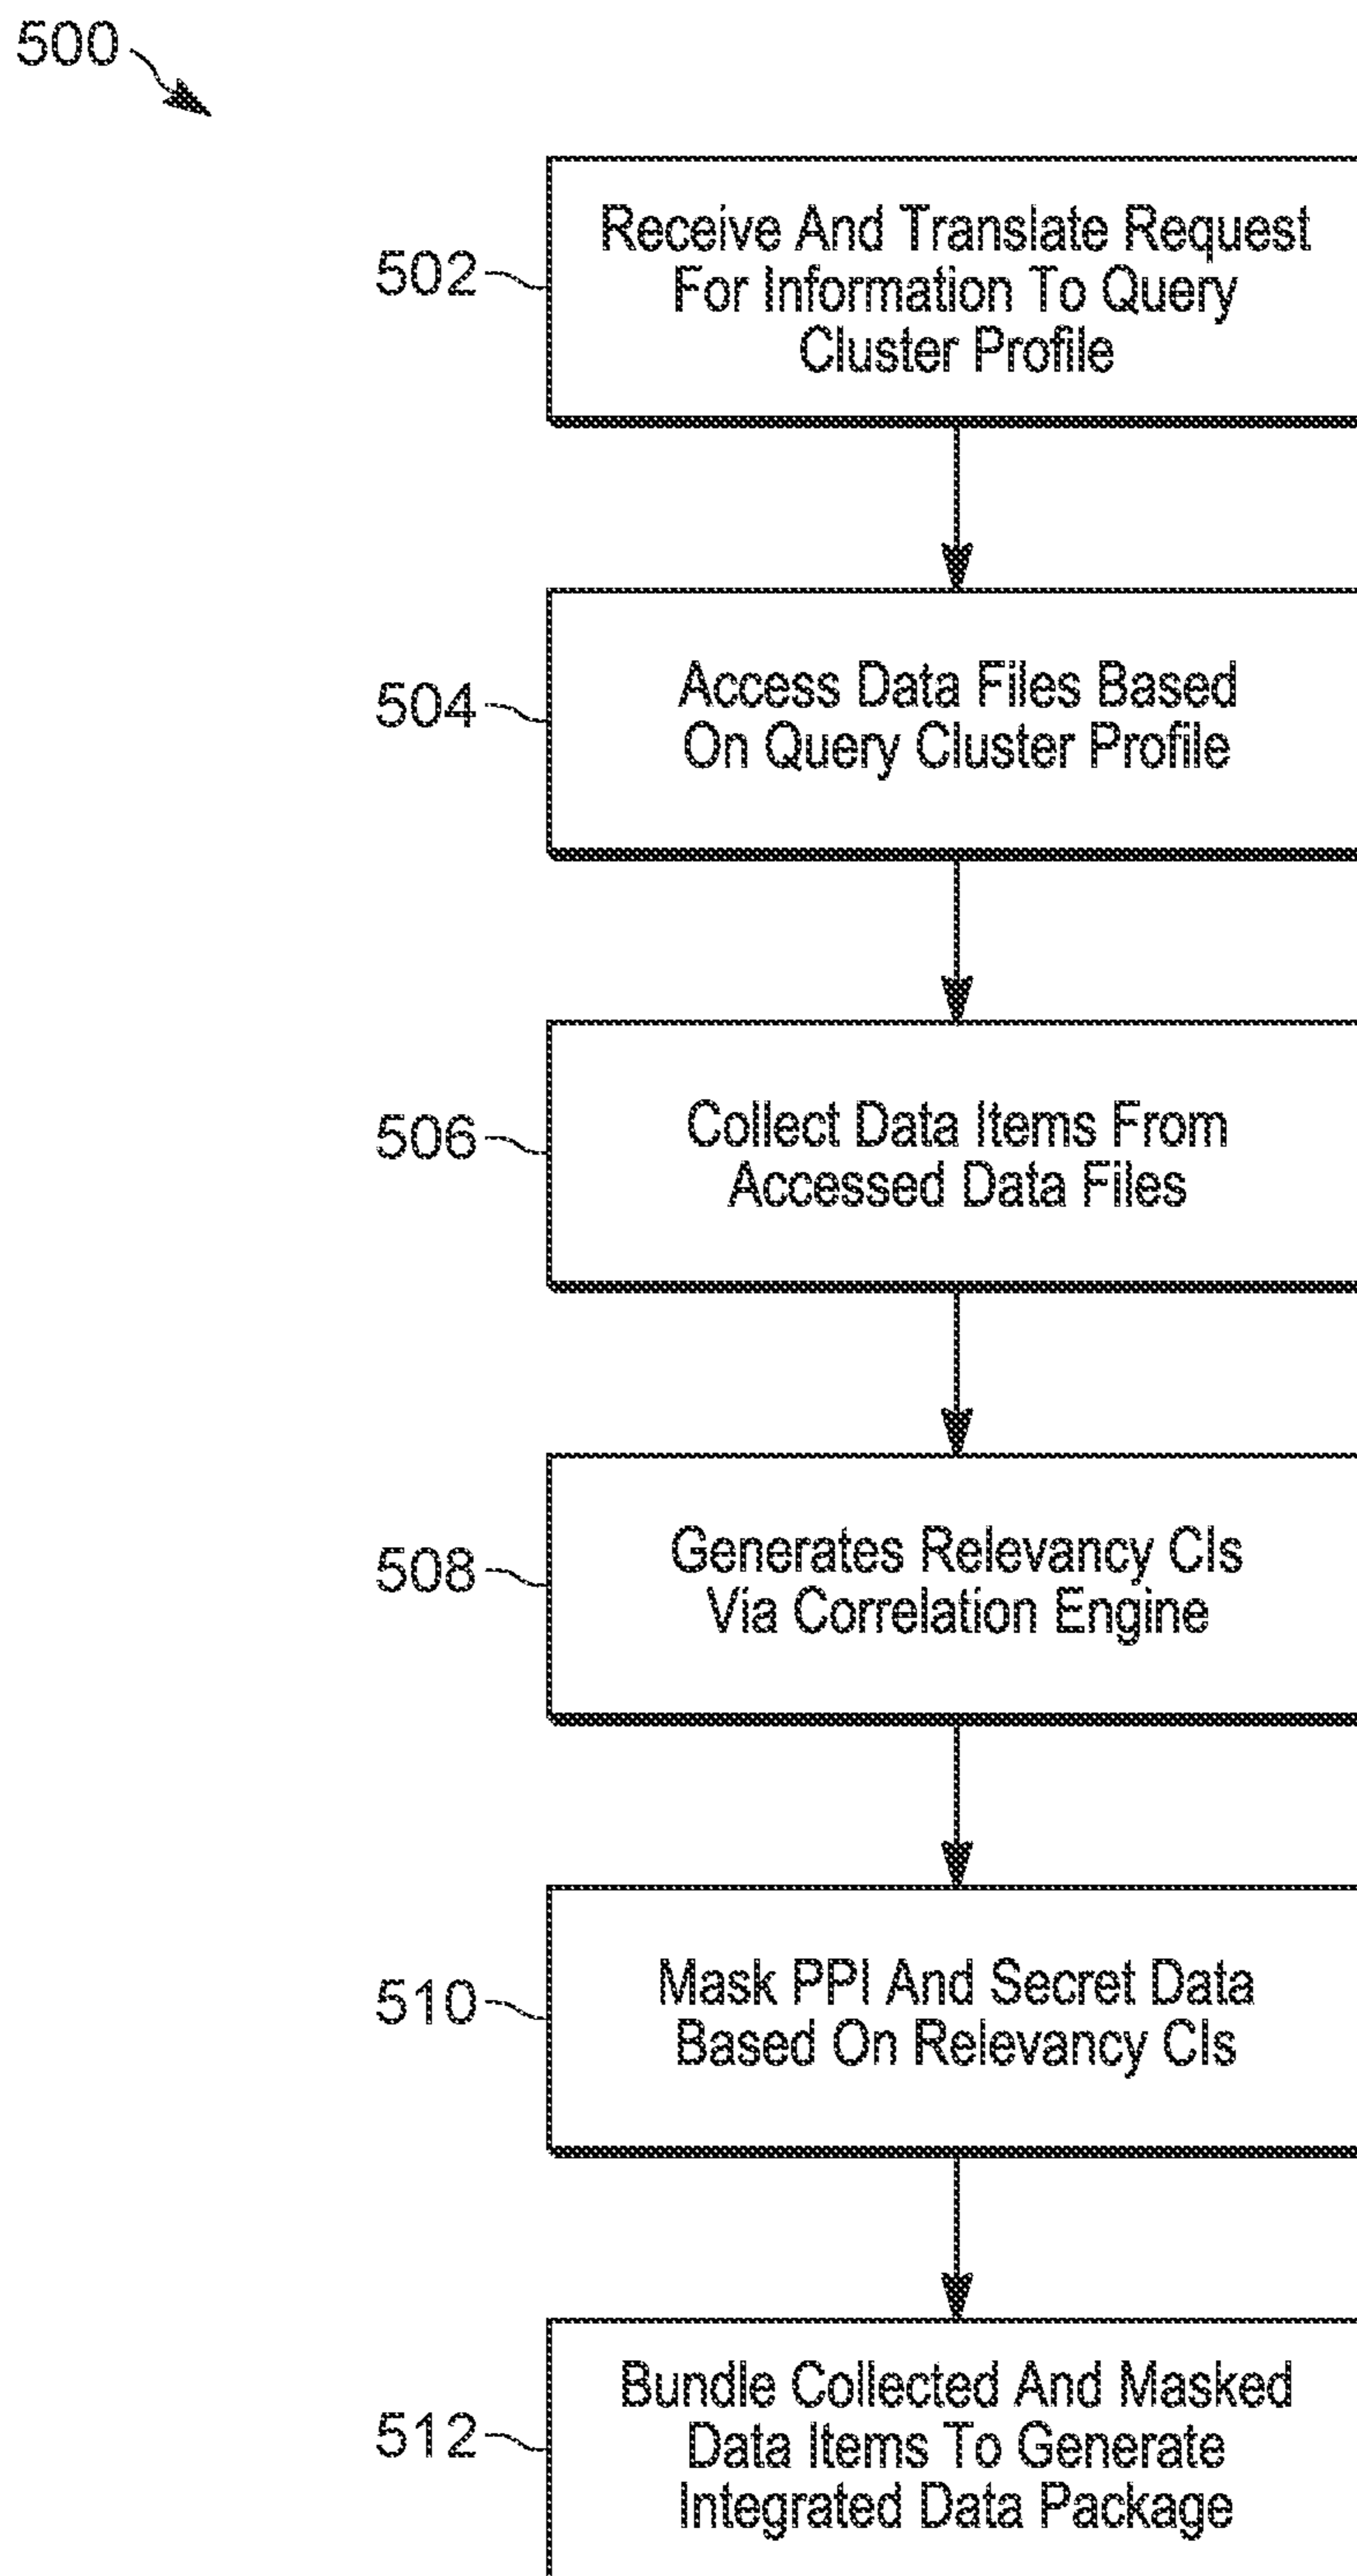 500
502
Receive And Translate Request
For Information To Query
Cluster Profile
504
Access Data Files Based
On Query Cluster Profile
506
Collect Data Items From
Accessed Data Files
508
Generates Relevancy CIs
Via Correlation Engine
510
Mask PPI And Secret Data
Based On Relevancy CIs
512
Bundle Collected And Masked
Data Items To Generate
Integrated Data Package